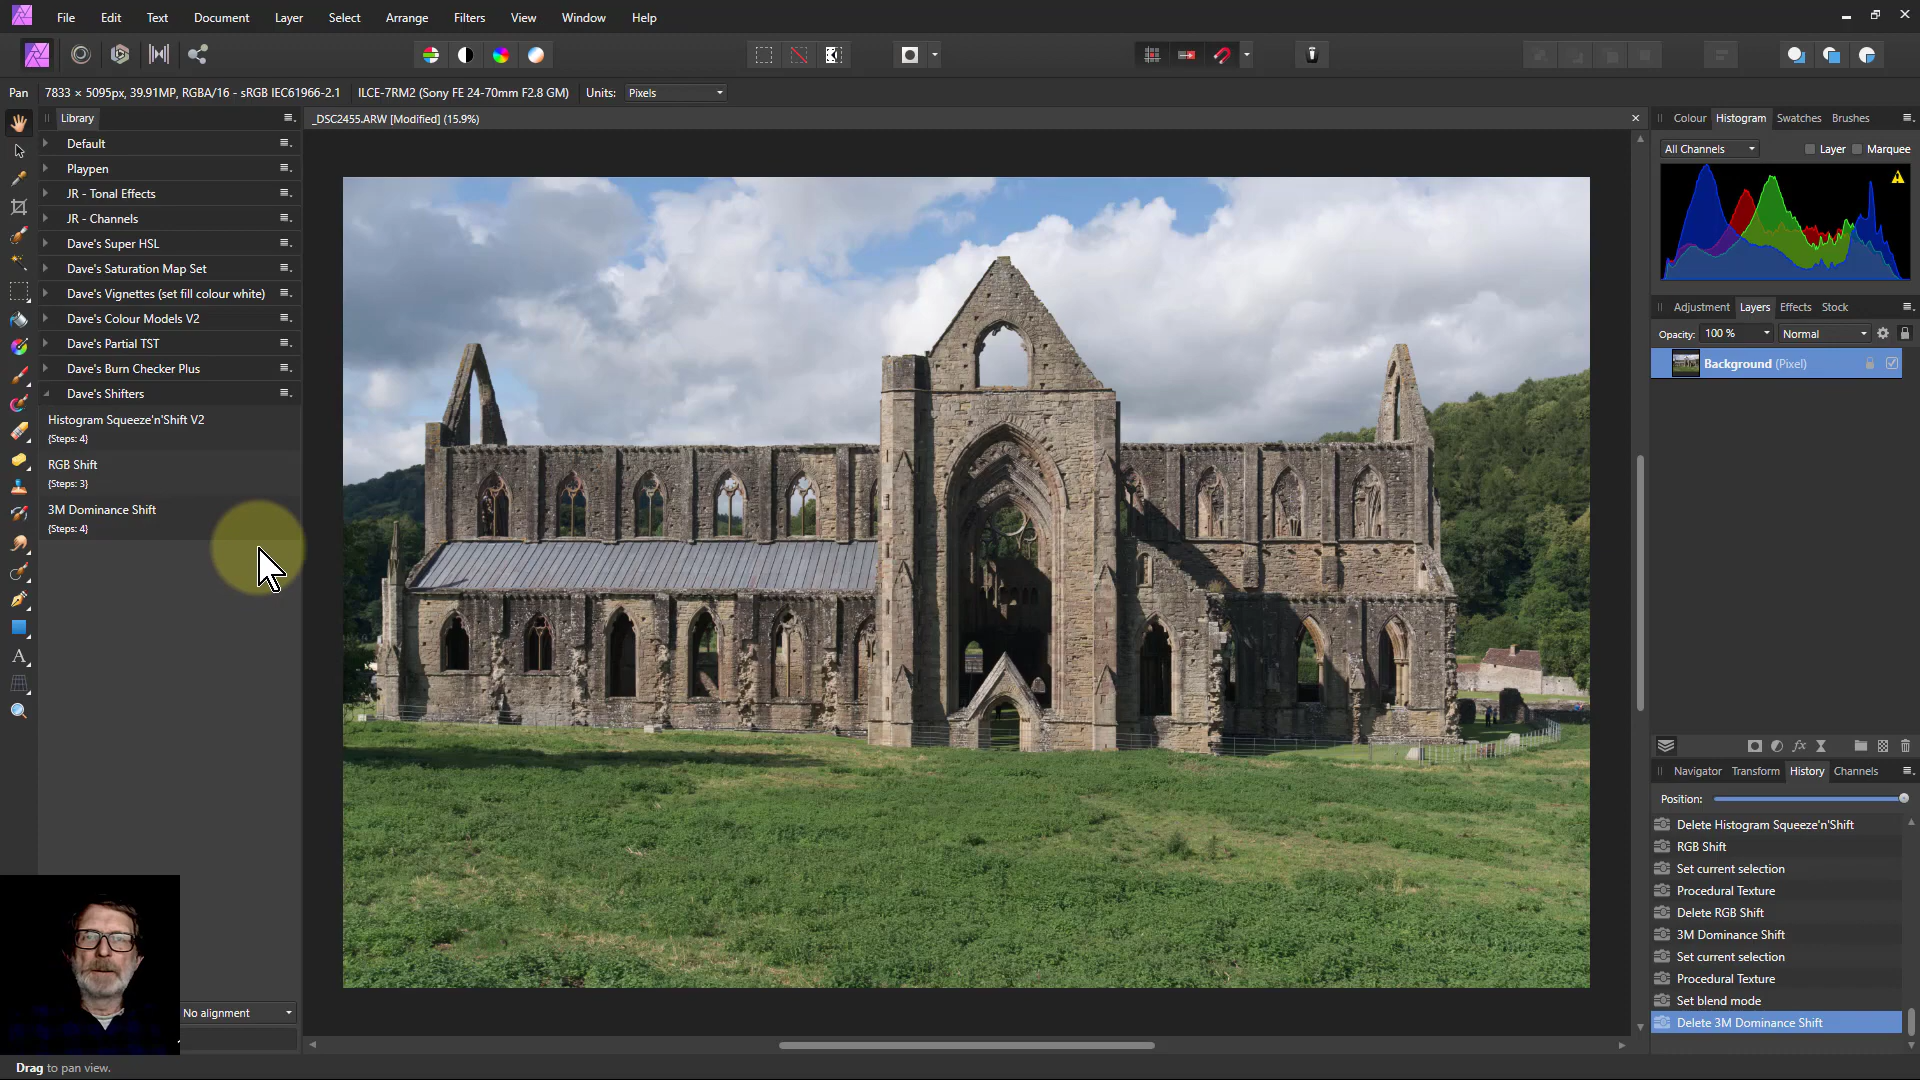 File Edit Text Document Layer Select Arrange Filters View Window Help
Pan 7833 × 5095px, 39.91MP, RGBA/16 - sRGB IEC61966-2.1 ILCE-7RM2 (Sony FE 24-70mm F2.8 GM) Units: Pixels
Library
_DSC2455.ARW [Modified] (15.9%)
Default
Playpen
JR - Tonal Effects
JR - Channels
Dave's Super HSL
Dave's Saturation Map Set
Dave's Vignettes (set fill colour white)
Dave's Colour Models V2
Dave's Partial TST
Dave's Burn Checker Plus
Dave's Shifters
Histogram Squeeze'n'Shift V2
{Steps: 4}
RGB Shift
{Steps: 3}
3M Dominance Shift
{Steps: 4}
No alignment
Drag to pan view.
Colour Histogram Swatches Brushes
All Channels Layer Marquee
Adjustment Layers Effects Stock
Opacity: 100 % Normal
Background (Pixel)
Navigator Transform History Channels
Position:
Delete Histogram Squeeze'n'Shift
RGB Shift
Set current selection
Procedural Texture
Delete RGB Shift
3M Dominance Shift
Set current selection
Procedural Texture
Set blend mode
Delete 3M Dominance Shift